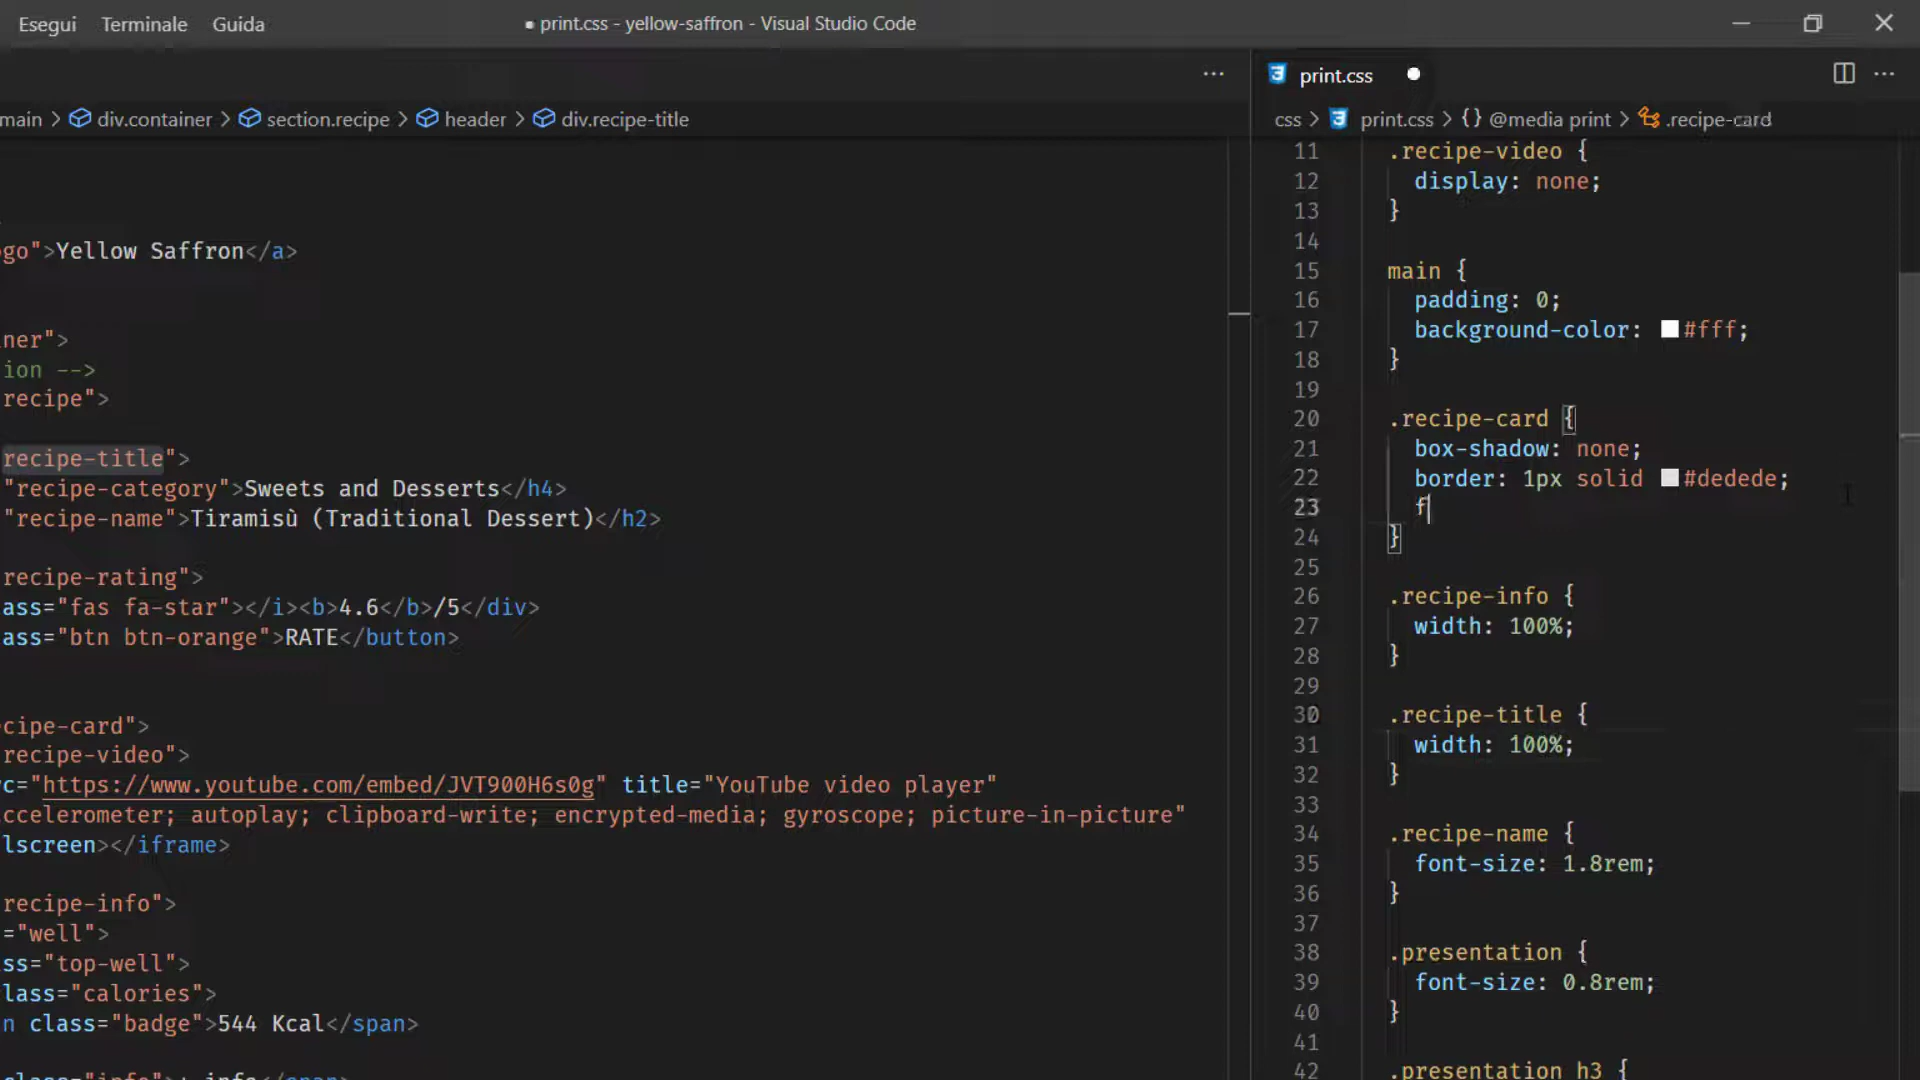 Esegui Terminale Guida
● print.css - yellow-saffron - Visual Studio Code
print.css
main > div.container > section.recipe > header > div.recipe-title
css > print.css > {} @media print > .recipe-card
go">Yellow Saffron</a>
ner">
ion -->
recipe">
recipe-title">
"recipe-category">Sweets and Desserts</h4>
"recipe-name">Tiramisù (Traditional Dessert)</h2>
recipe-rating">
ass="fas fa-star"></i><b>4.6</b>/5</div>
ass="btn btn-orange">RATE</button>
cipe-card">
recipe-video">
rc="https://www.youtube.com/embed/JVT900H6s0g" title="YouTube video player"
ccelerometer; autoplay; clipboard-write; encrypted-media; gyroscope; picture-in-picture"
lscreen></iframe>
recipe-info">
="well">
ss="top-well">
lass="calories">
n class="badge">544 Kcal</span>
11 .recipe-video {
12 display: none;
13 }
14
15 main {
16 padding: 0;
17 background-color: #fff;
18 }
19
20 .recipe-card {
21 box-shadow: none;
22 border: 1px solid #dedede;
23 f
24 }
25
26 .recipe-info {
27 width: 100%;
28 }
29
30 .recipe-title {
31 width: 100%;
32 }
33
34 .recipe-name {
35 font-size: 1.8rem;
36 }
37
38 .presentation {
39 font-size: 0.8rem;
40 }
41
42 .presentation h3 {